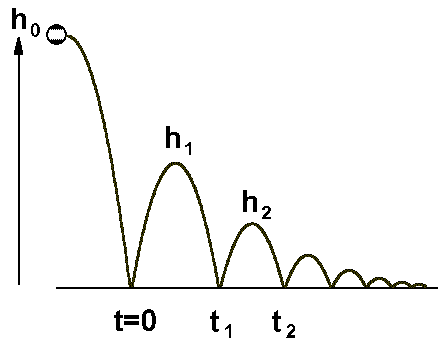 h₀
h₁
h₂
t=0 t₁ t₂